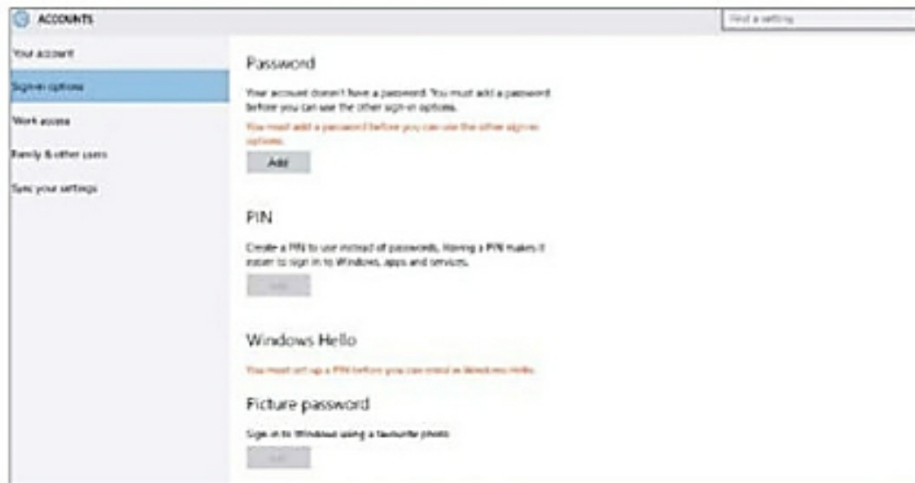 ACCOUNTS
Find a setting
Your account
Sign-in options
Work access
Family & other users
Sync your settings
Password
Your account doesn't have a password. You must add a password
before you can use the other sign-in options.
You must add a password before you can use the other sign-in
options.
Add
PIN
Create a PIN to use instead of passwords. Having a PIN makes it
easier to sign in to Windows, apps and services.
Add
Windows Hello
You must set up a PIN before you can enrol in Windows Hello.
Picture password
Sign in to Windows using a favourite photo
Add